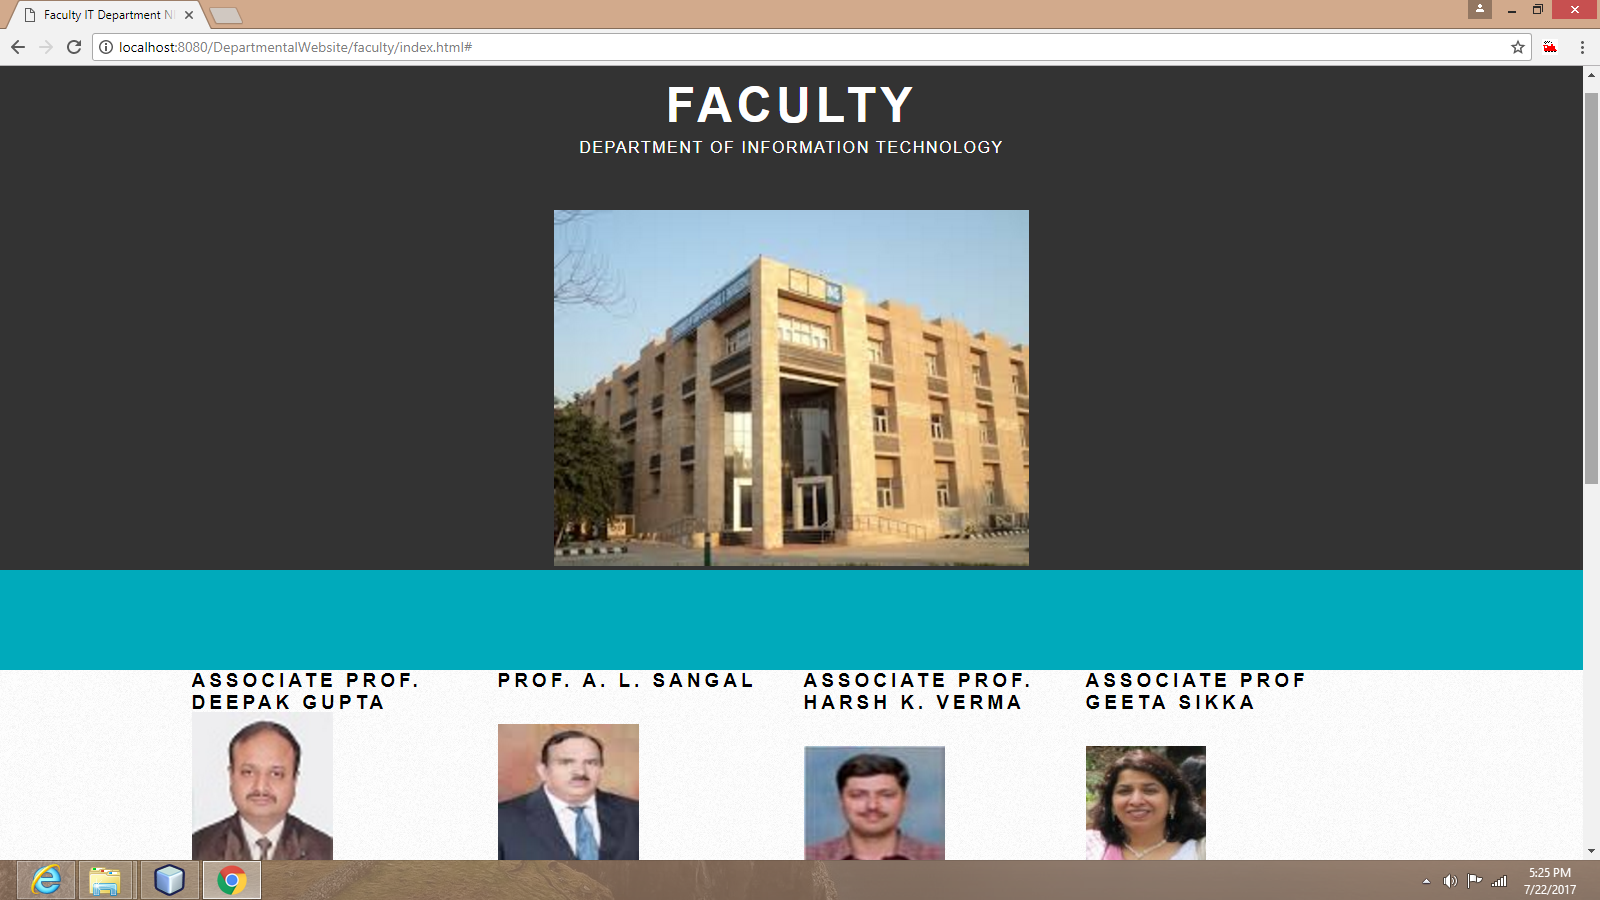 Faculty IT Department N
localhost:8080/DepartmentalWebsite/faculty/index.html#
FACULTY
DEPARTMENT OF INFORMATION TECHNOLOGY
ASSOCIATE PROF. DEEPAK GUPTA
PROF. A. L. SANGAL
ASSOCIATE PROF. HARSH K. VERMA
ASSOCIATE PROF GEETA SIKKA
5:25 PM
7/22/2017